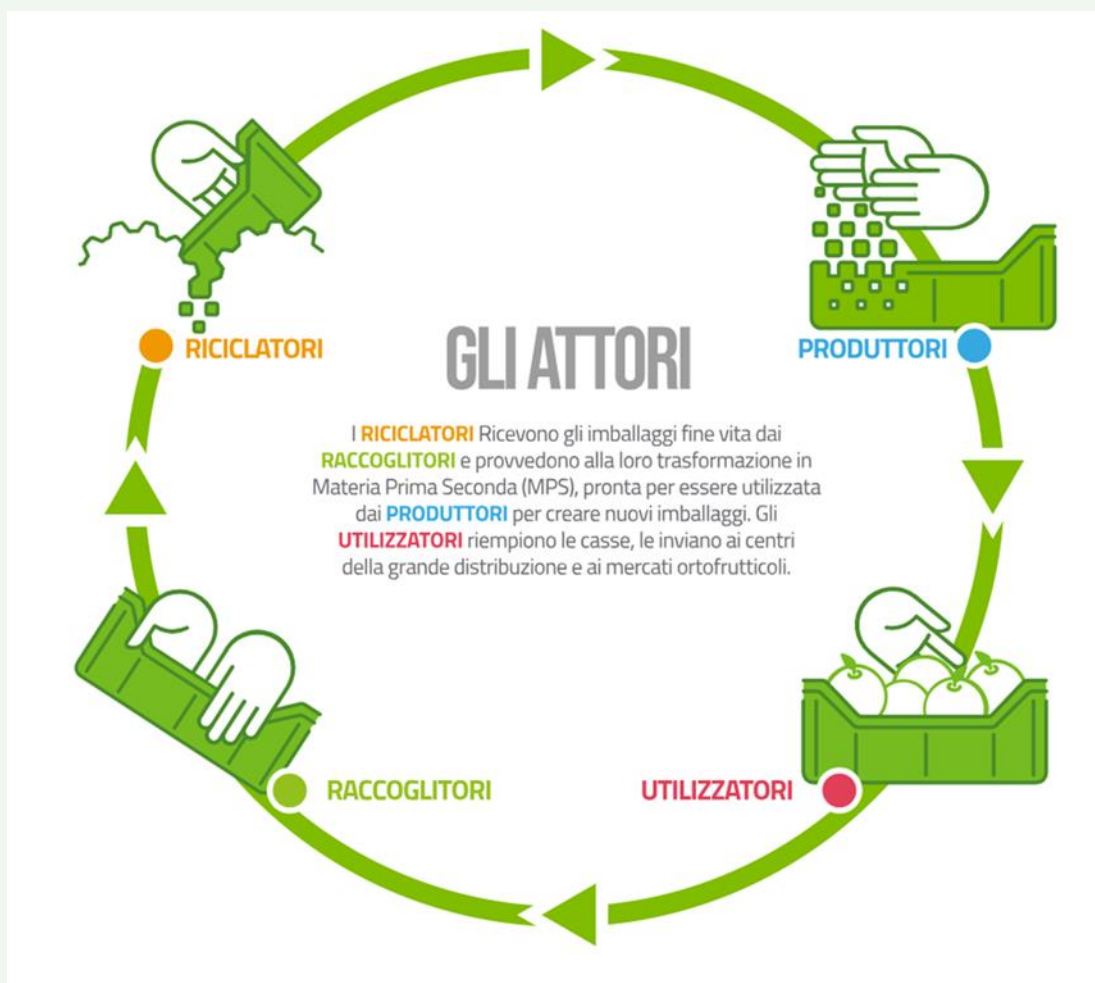 RICICLATORI
PRODUTTORI
GLI ATTORI
I RICICLATORI Ricevono gli imballaggi fine vita dai
RACCOGLITORI e provvedono alla loro trasformazione in
Materia Prima Seconda (MPS), pronta per essere utilizzata
dai PRODUTTORI per creare nuovi imballaggi. Gli
UTILIZZATORI riempiono le casse, le inviano ai centri
della grande distribuzione e ai mercati ortofrutticoli.
RACCOGLITORI
UTILIZZATORI